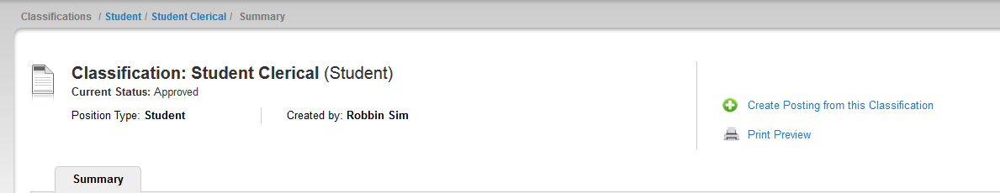 Classifications / Student / Student Clerical / Summary
Classification: Student Clerical (Student)
Current Status: Approved
Position Type: Student
Created by: Robbin Sim
Create Posting from this Classification
Print Preview
Summary